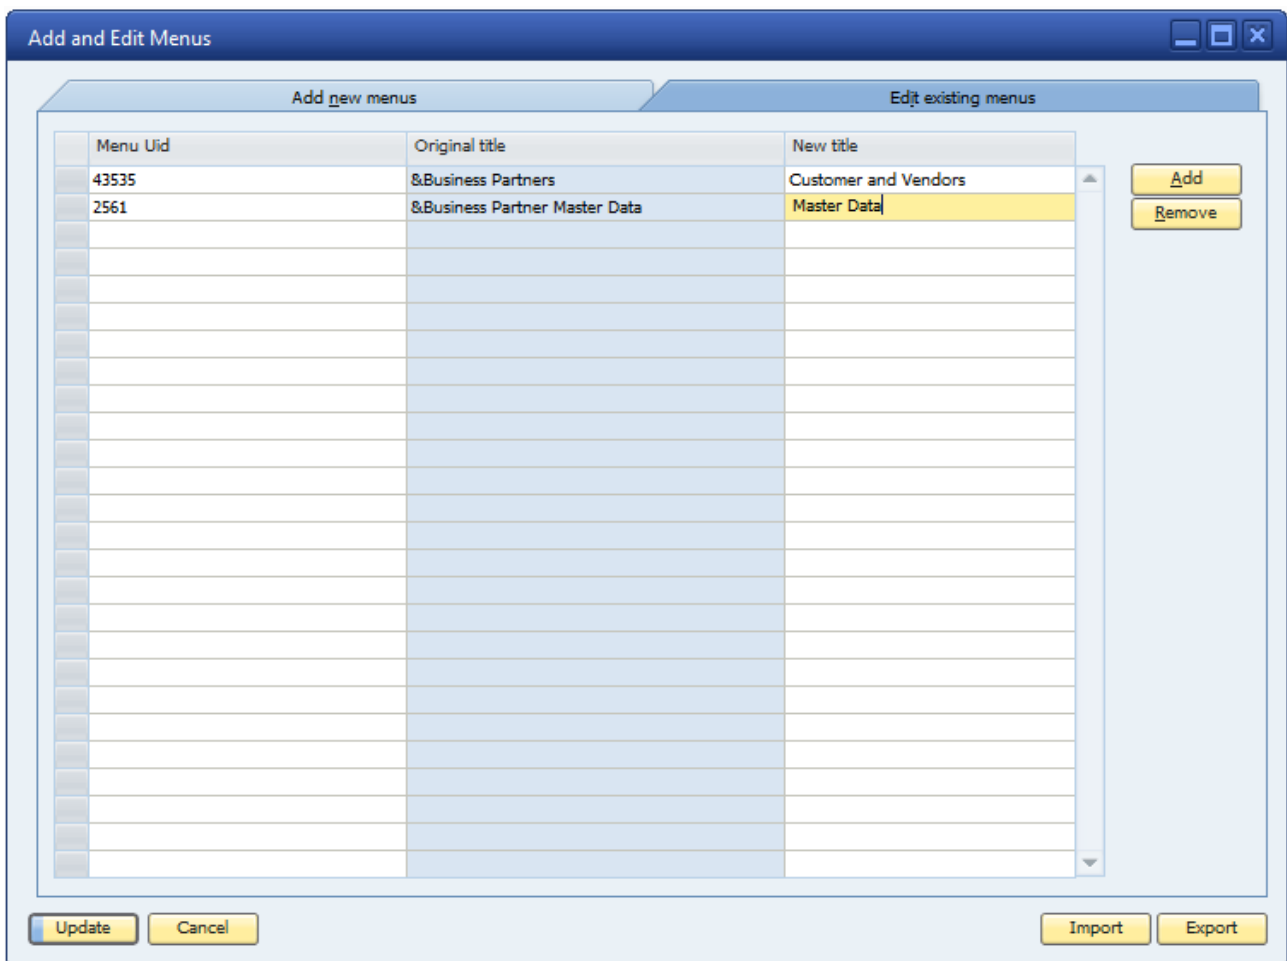 Add and Edit Menus
Add new menus Edit existing menus
Menu Uid Original title New title
43535 &Business Partners Customer and Vendors Add
2561 &Business Partner Master Data Master Data Remove
Update Cancel Import Export